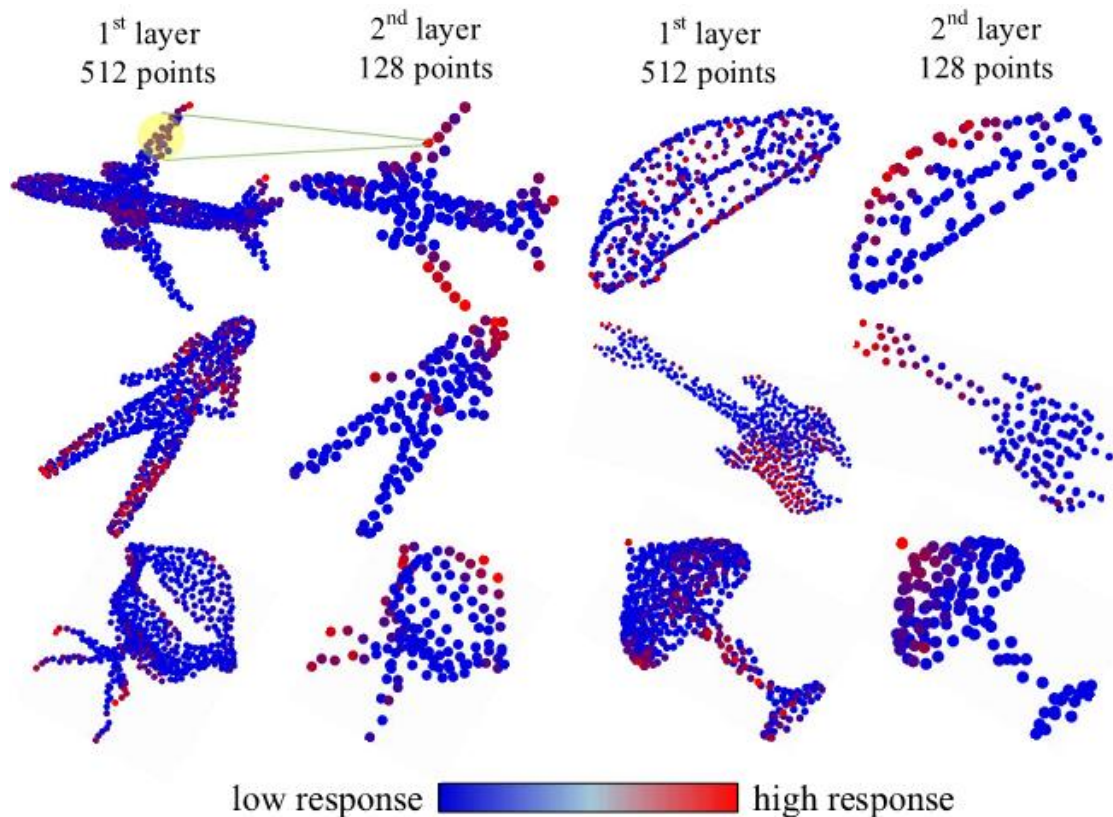 1st layer
512 points
2nd layer
128 points
1st layer
512 points
2nd layer
128 points
low response
high response